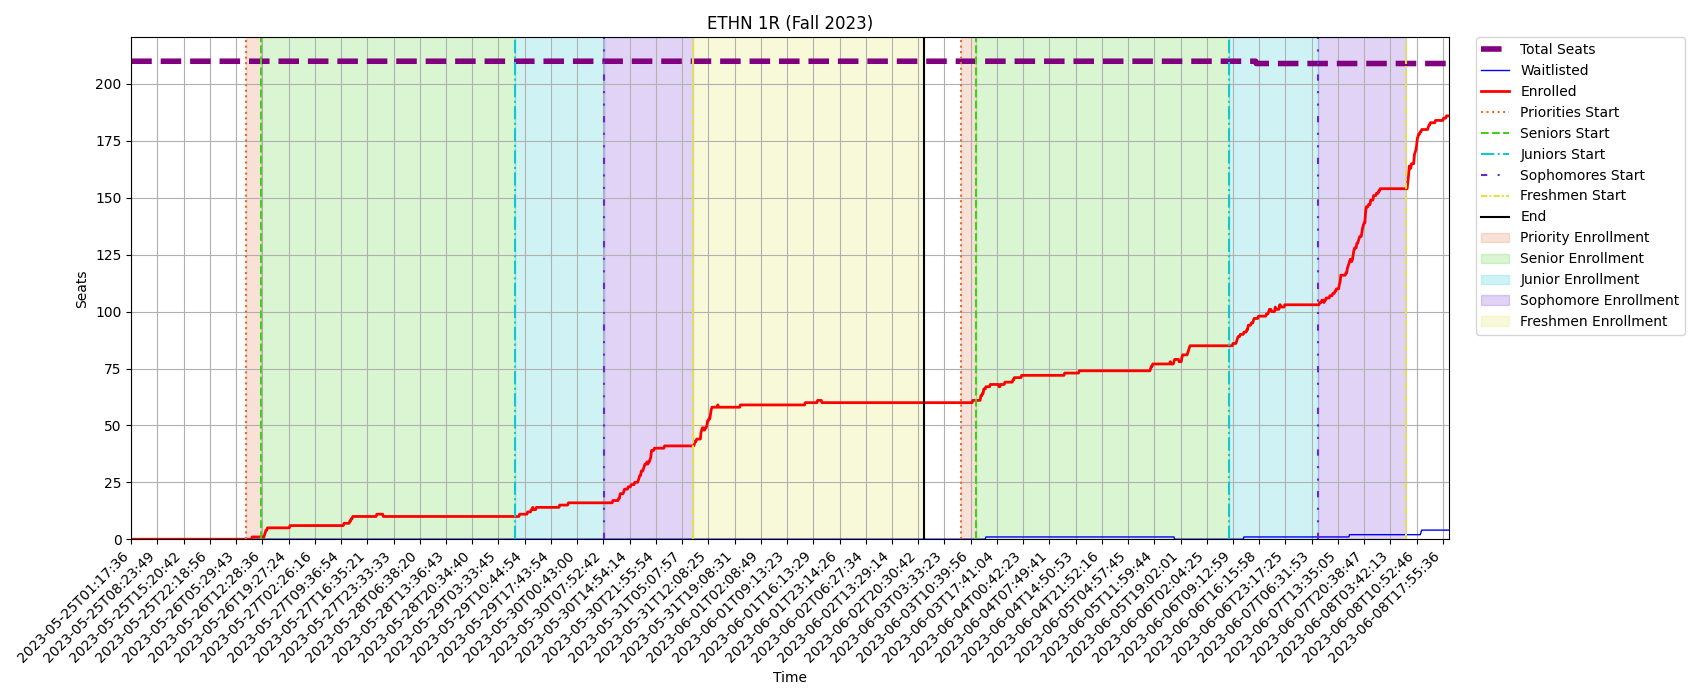 ETHN 1R (Fall 2023)
Seats
200
175
150
125
100
75
50
25
0
2023-05-25T01:17:36
2023-05-25T08:23:49
2023-05-25T15:20:42
2023-05-25T22:18:56
2023-05-26T05:29:43
2023-05-26T12:28:36
2023-05-26T19:27:24
2023-05-27T02:26:16
2023-05-27T09:36:54
2023-05-27T16:35:21
2023-05-27T23:33:33
2023-05-28T06:38:20
2023-05-28T13:36:43
2023-05-28T20:34:40
2023-05-29T03:33:45
2023-05-29T10:44:54
2023-05-29T17:43:54
2023-05-30T00:43:00
2023-05-30T07:52:42
2023-05-30T14:54:14
2023-05-30T21:55:54
2023-05-31T05:07:57
2023-05-31T12:08:23
2023-05-31T19:08:31
2023-06-01T02:08:49
2023-06-01T09:13:23
2023-06-01T16:13:29
2023-06-01T23:14:26
2023-06-02T06:27:34
2023-06-02T13:29:14
2023-06-02T20:30:42
2023-06-03T03:33:23
2023-06-03T10:39:56
2023-06-03T17:41:04
2023-06-04T00:42:23
2023-06-04T07:49:41
2023-06-04T14:50:53
2023-06-04T21:52:16
2023-06-05T04:57:45
2023-06-05T11:59:44
2023-06-05T19:02:01
2023-06-06T02:04:25
2023-06-06T09:12:59
2023-06-06T16:15:58
2023-06-06T23:17:25
2023-06-07T06:31:53
2023-06-07T13:35:05
2023-06-07T20:38:47
2023-06-08T03:42:13
2023-06-08T10:52:46
2023-06-08T17:55:36
Time
Total Seats
Waitlisted
Enrolled
Priorities Start
Seniors Start
Juniors Start
Sophomores Start
Freshmen Start
End
Priority Enrollment
Senior Enrollment
Junior Enrollment
Sophomore Enrollment
Freshmen Enrollment